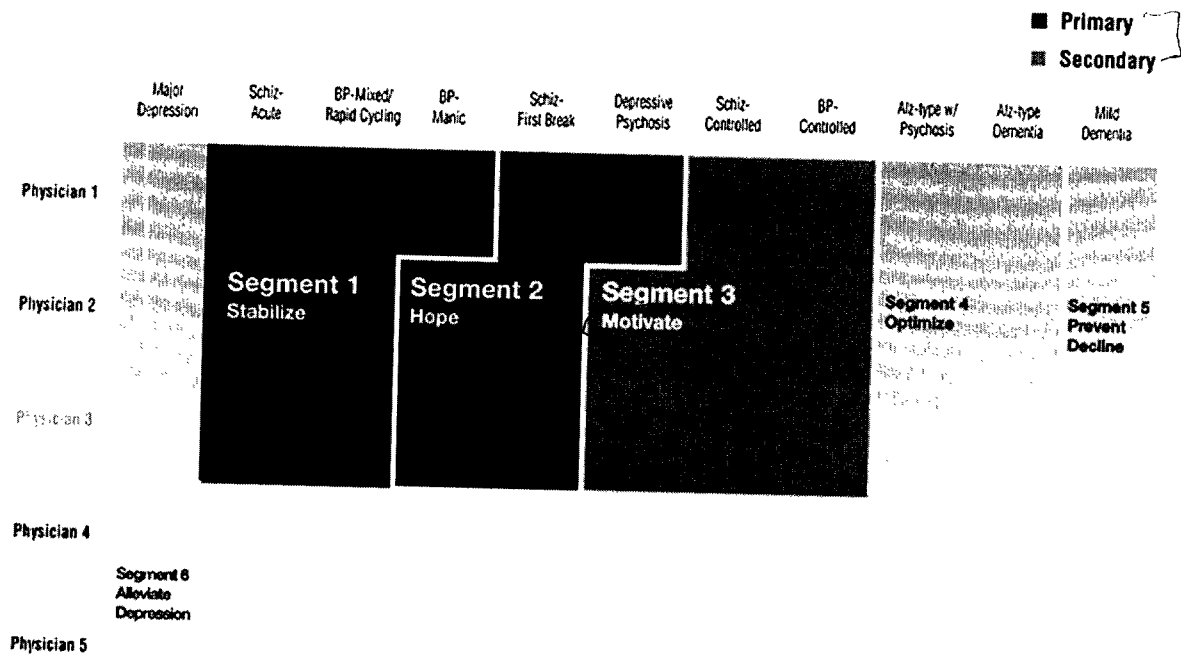 Primary
Secondary
Major
Depression
Schiz-
Acute
BP-Mixed/
Rapid Cycling
BP-
Manic
Schiz-
First Break
Depressive
Psychosis
Schiz-
Controlled
BP-
Controlled
Alz-type w/
Psychosis
Alz-type
Dementia
Mild
Dementia
Physician 1
Physician 2
Segment 1
Stabilize
Segment 2
Hope
Segment 3
Motivate
Segment 4
Optimize
Segment 5
Prevent
Decline
Physician 3
Physician 4
Segment 6
Alleviate
Depression
Physician 5